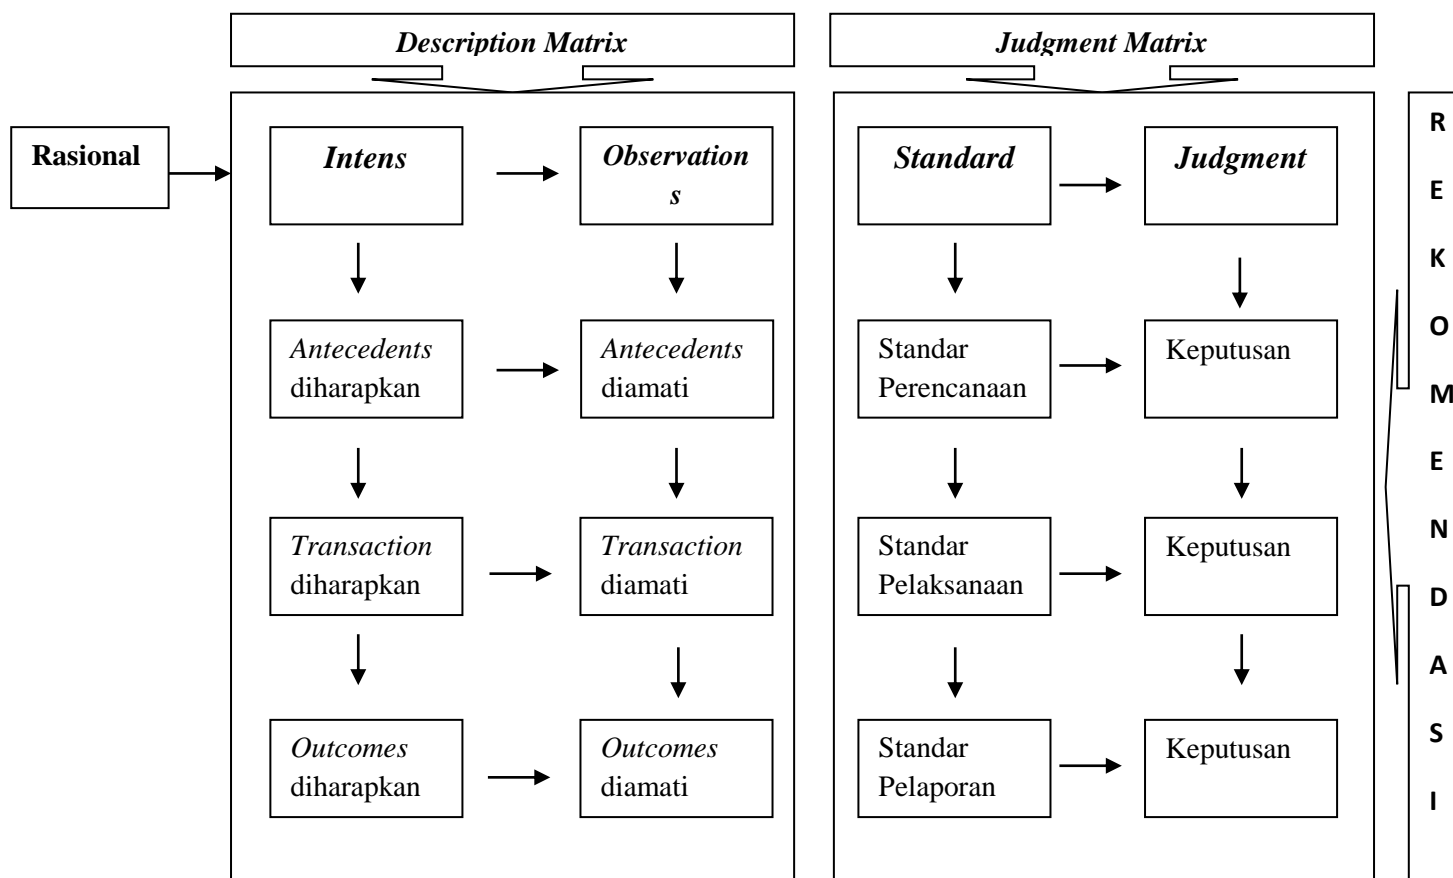 Description Matrix
Judgment Matrix
Rasional
Intens
Observation
s
Standard
Judgment
Antecedents
diharapkan
Antecedents
diamati
Standar
Perencanaan
Keputusan
Transaction
diharapkan
Transaction
diamati
Standar
Pelaksanaan
Keputusan
Outcomes
diharapkan
Outcomes
diamati
Standar
Pelaporan
Keputusan
R
E
K
O
M
E
N
D
A
S
I